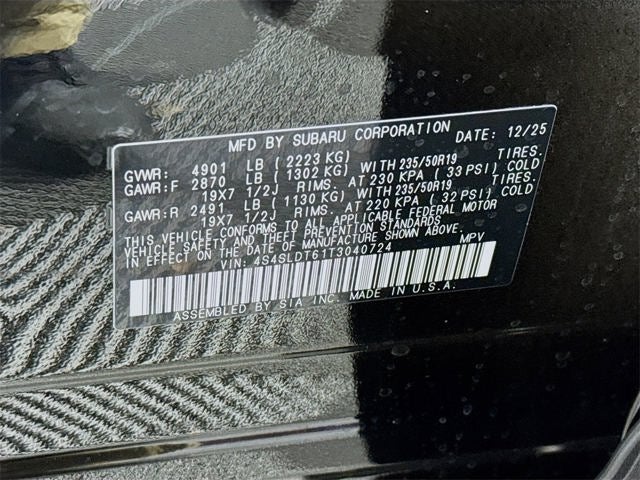 MFD BY SUBARU CORPORATION DATE: 12/25
GVWR: 4901 LB (2223 KG)
GAWR:F 2870 LB (1302 KG) WITH 235/50R19 TIRES.
19X7 1/2J RIMS. AT 230 KPA (33 PSI) COLD
GAWR:R 2491 LB (1130 KG) WITH 235/50R19 TIRES.
19X7 1/2J RIMS. AT 220 KPA (32 PSI) COLD
THIS VEHICLE CONFORMS TO ALL APPLICABLE FEDERAL MOTOR
VEHICLE SAFETY AND THEFT PREVENTION STANDARDS
IN EFFECT ON THE DATE OF MANUFACTURE SHOWN ABOVE.
VIN: 4S4SLDT61T3040724 MPV
ASSEMBLED BY SIA INC. MADE IN U.S.A.